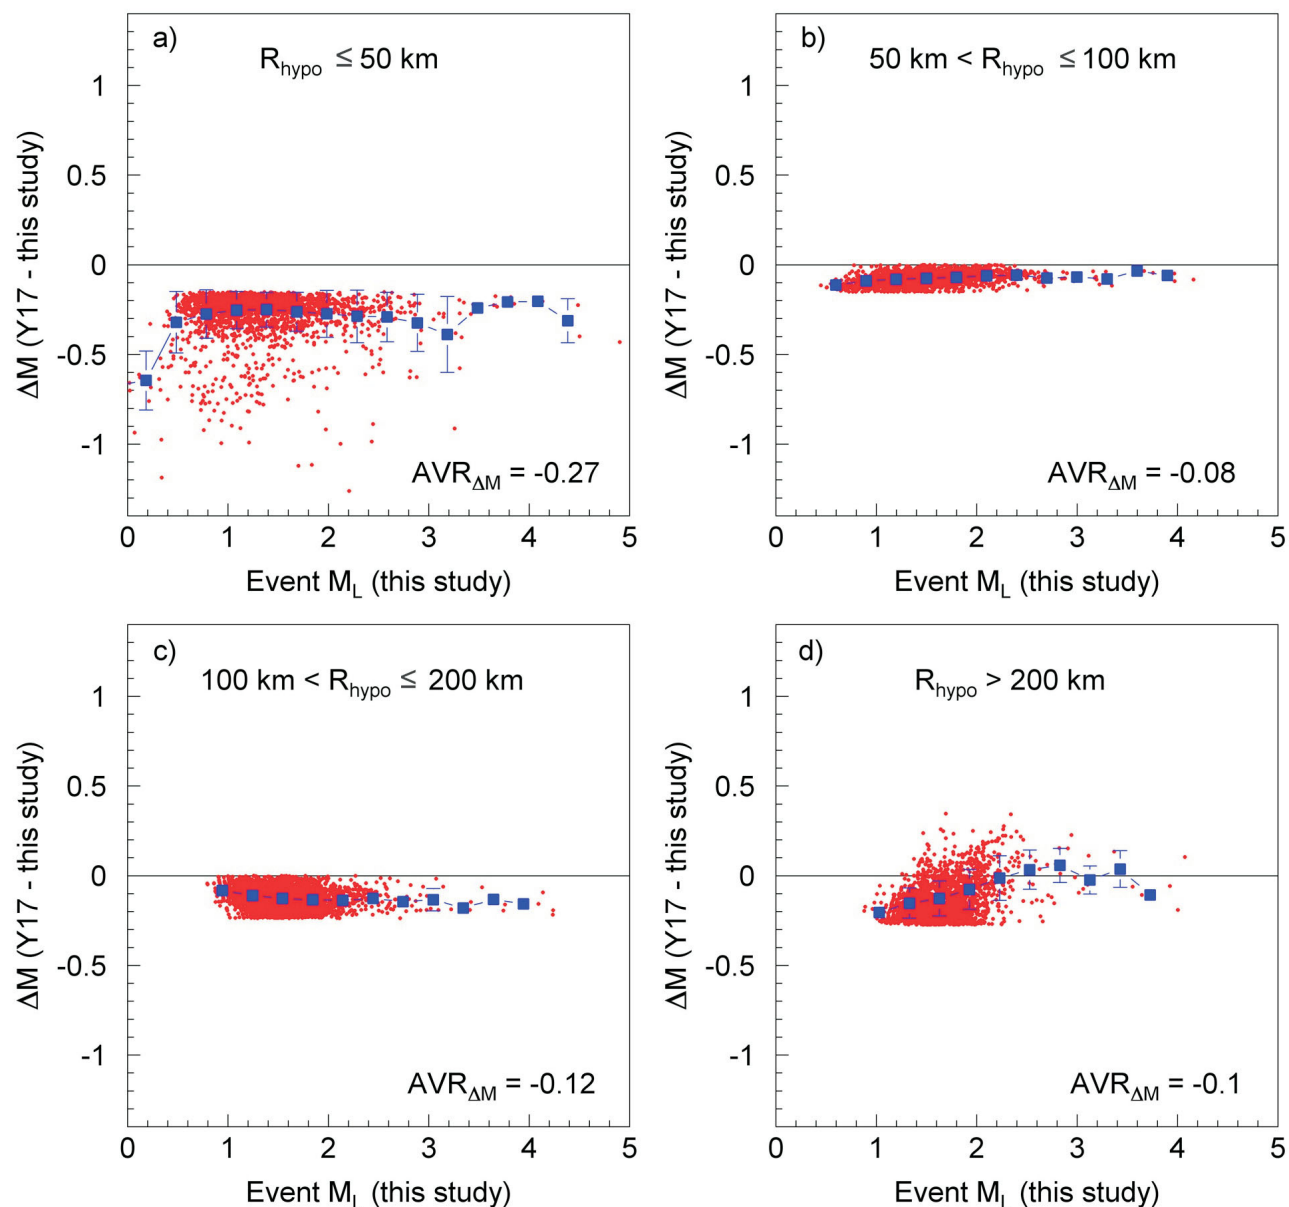 a)
R_hypo ≤ 50 km
1
0.5
0
-0.5
-1
ΔM (Y17 - this study)
AVR_ΔM = -0.27
0 1 2 3 4 5
Event M_L (this study)
b)
50 km < R_hypo ≤ 100 km
1
0.5
0
-0.5
-1
ΔM (Y17 - this study)
AVR_ΔM = -0.08
0 1 2 3 4 5
Event M_L (this study)
c)
100 km < R_hypo ≤ 200 km
1
0.5
0
-0.5
-1
ΔM (Y17 - this study)
AVR_ΔM = -0.12
0 1 2 3 4 5
Event M_L (this study)
d)
R_hypo > 200 km
1
0.5
0
-0.5
-1
ΔM (Y17 - this study)
AVR_ΔM = -0.1
0 1 2 3 4 5
Event M_L (this study)